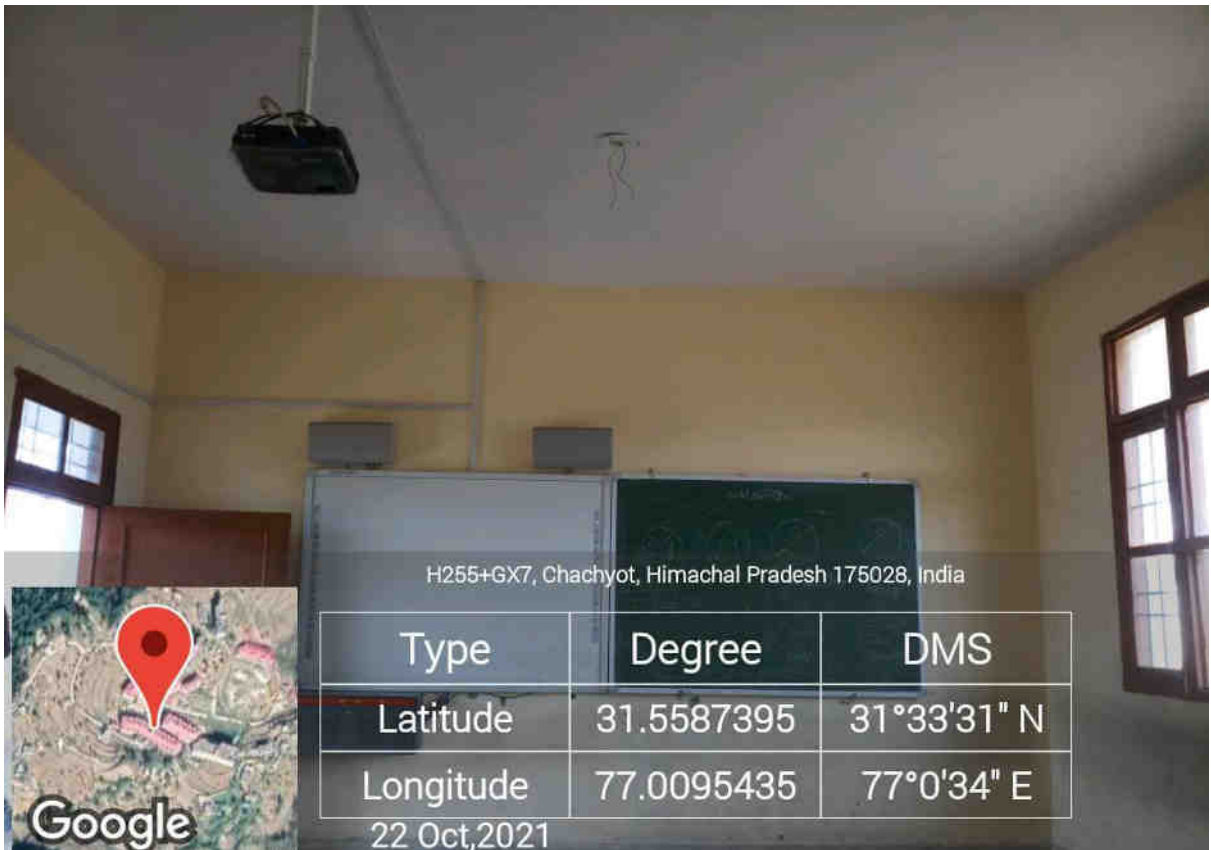 H255+GX7, Chachyot, Himachal Pradesh 175028, India
Type Degree DMS
Latitude 31.5587395 31°33'31" N
Longitude 77.0095435 77°0'34" E
22 Oct,2021
Google